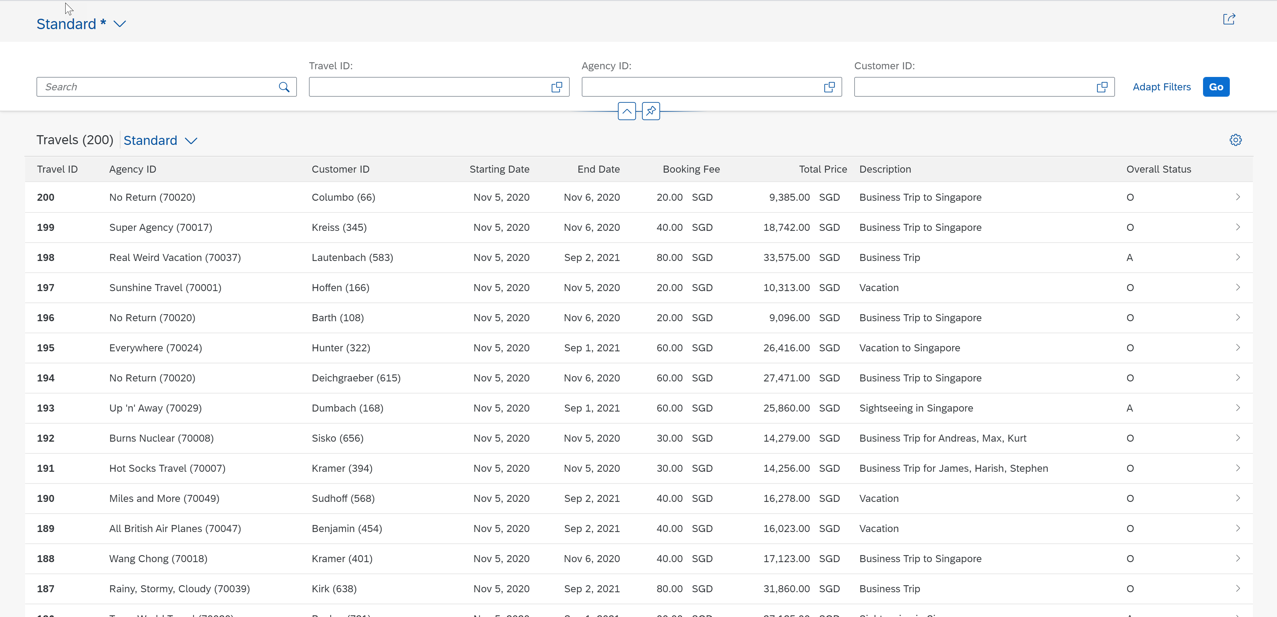 Standard *
Travel ID: Agency ID: Customer ID:
Search Adapt Filters Go
Travels (200) Standard
Travel ID Agency ID Customer ID Starting Date End Date Booking Fee Total Price Description Overall Status
200 No Return (70020) Columbo (66) Nov 5, 2020 Nov 6, 2020 20.00 SGD 9,385.00 SGD Business Trip to Singapore O
199 Super Agency (70017) Kreiss (345) Nov 5, 2020 Nov 6, 2020 40.00 SGD 18,742.00 SGD Business Trip to Singapore O
198 Real Weird Vacation (70037) Lautenbach (583) Nov 5, 2020 Sep 2, 2021 80.00 SGD 33,575.00 SGD Business Trip A
197 Sunshine Travel (70001) Hoffen (166) Nov 5, 2020 Nov 5, 2020 20.00 SGD 10,313.00 SGD Vacation O
196 No Return (70020) Barth (108) Nov 5, 2020 Nov 6, 2020 20.00 SGD 9,096.00 SGD Business Trip to Singapore O
195 Everywhere (70024) Hunter (322) Nov 5, 2020 Sep 1, 2021 60.00 SGD 26,416.00 SGD Vacation to Singapore O
194 No Return (70020) Deichgraeber (615) Nov 5, 2020 Nov 6, 2020 60.00 SGD 27,471.00 SGD Business Trip to Singapore O
193 Up 'n' Away (70029) Dumbach (168) Nov 5, 2020 Sep 1, 2021 60.00 SGD 25,860.00 SGD Sightseeing in Singapore A
192 Burns Nuclear (70008) Sisko (656) Nov 5, 2020 Nov 5, 2020 30.00 SGD 14,279.00 SGD Business Trip for Andreas, Max, Kurt O
191 Hot Socks Travel (70007) Kramer (394) Nov 5, 2020 Nov 5, 2020 30.00 SGD 14,256.00 SGD Business Trip for James, Harish, Stephen O
190 Miles and More (70049) Sudhoff (568) Nov 5, 2020 Sep 2, 2021 40.00 SGD 16,278.00 SGD Vacation O
189 All British Air Planes (70047) Benjamin (454) Nov 5, 2020 Sep 2, 2021 40.00 SGD 16,023.00 SGD Vacation O
188 Wang Chong (70018) Kramer (401) Nov 5, 2020 Nov 6, 2020 40.00 SGD 17,123.00 SGD Business Trip to Singapore O
187 Rainy, Stormy, Cloudy (70039) Kirk (638) Nov 5, 2020 Sep 2, 2021 80.00 SGD 31,860.00 SGD Business Trip O